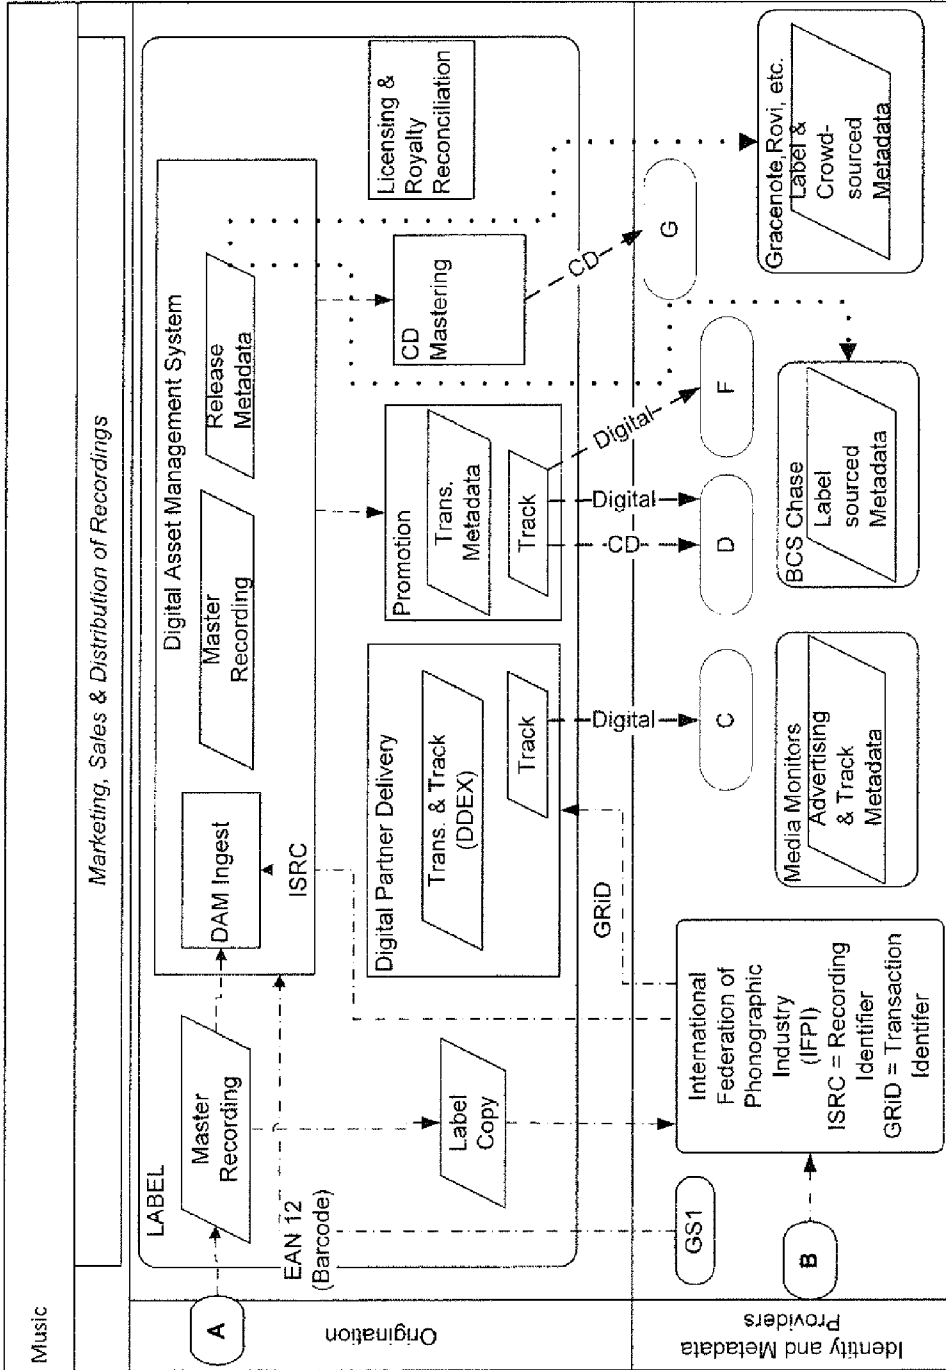 Music
Marketing, Sales & Distribution of Recordings
Origination
A
LABEL
Master
Recording
EAN 12
(Barcode)
Label
Copy
Digital Asset Management System
DAM Ingest
ISRC
Master
Recording
Release
Metadata
Digital Partner Delivery
Trans. & Track
(DDEX)
Track
Promotion
Trans.
Metadata
Track
CD
Mastering
Licensing &
Royalty
Reconciliation
GRiD
Digital
CD
Digital
Digital
CD
Identity and Metadata
Providers
B
GS1
International
Federation of
Phonographic
Industry
(IFPI)
ISRC = Recording
Identifier
GRiD = Transaction
Identifer
C
D
F
G
Media Monitors
Advertising
& Track
Metadata
BCS Chase
Label
sourced
Metadata
Gracenote,Rovi, etc.
Label &
Crowd-
sourced
Metadata